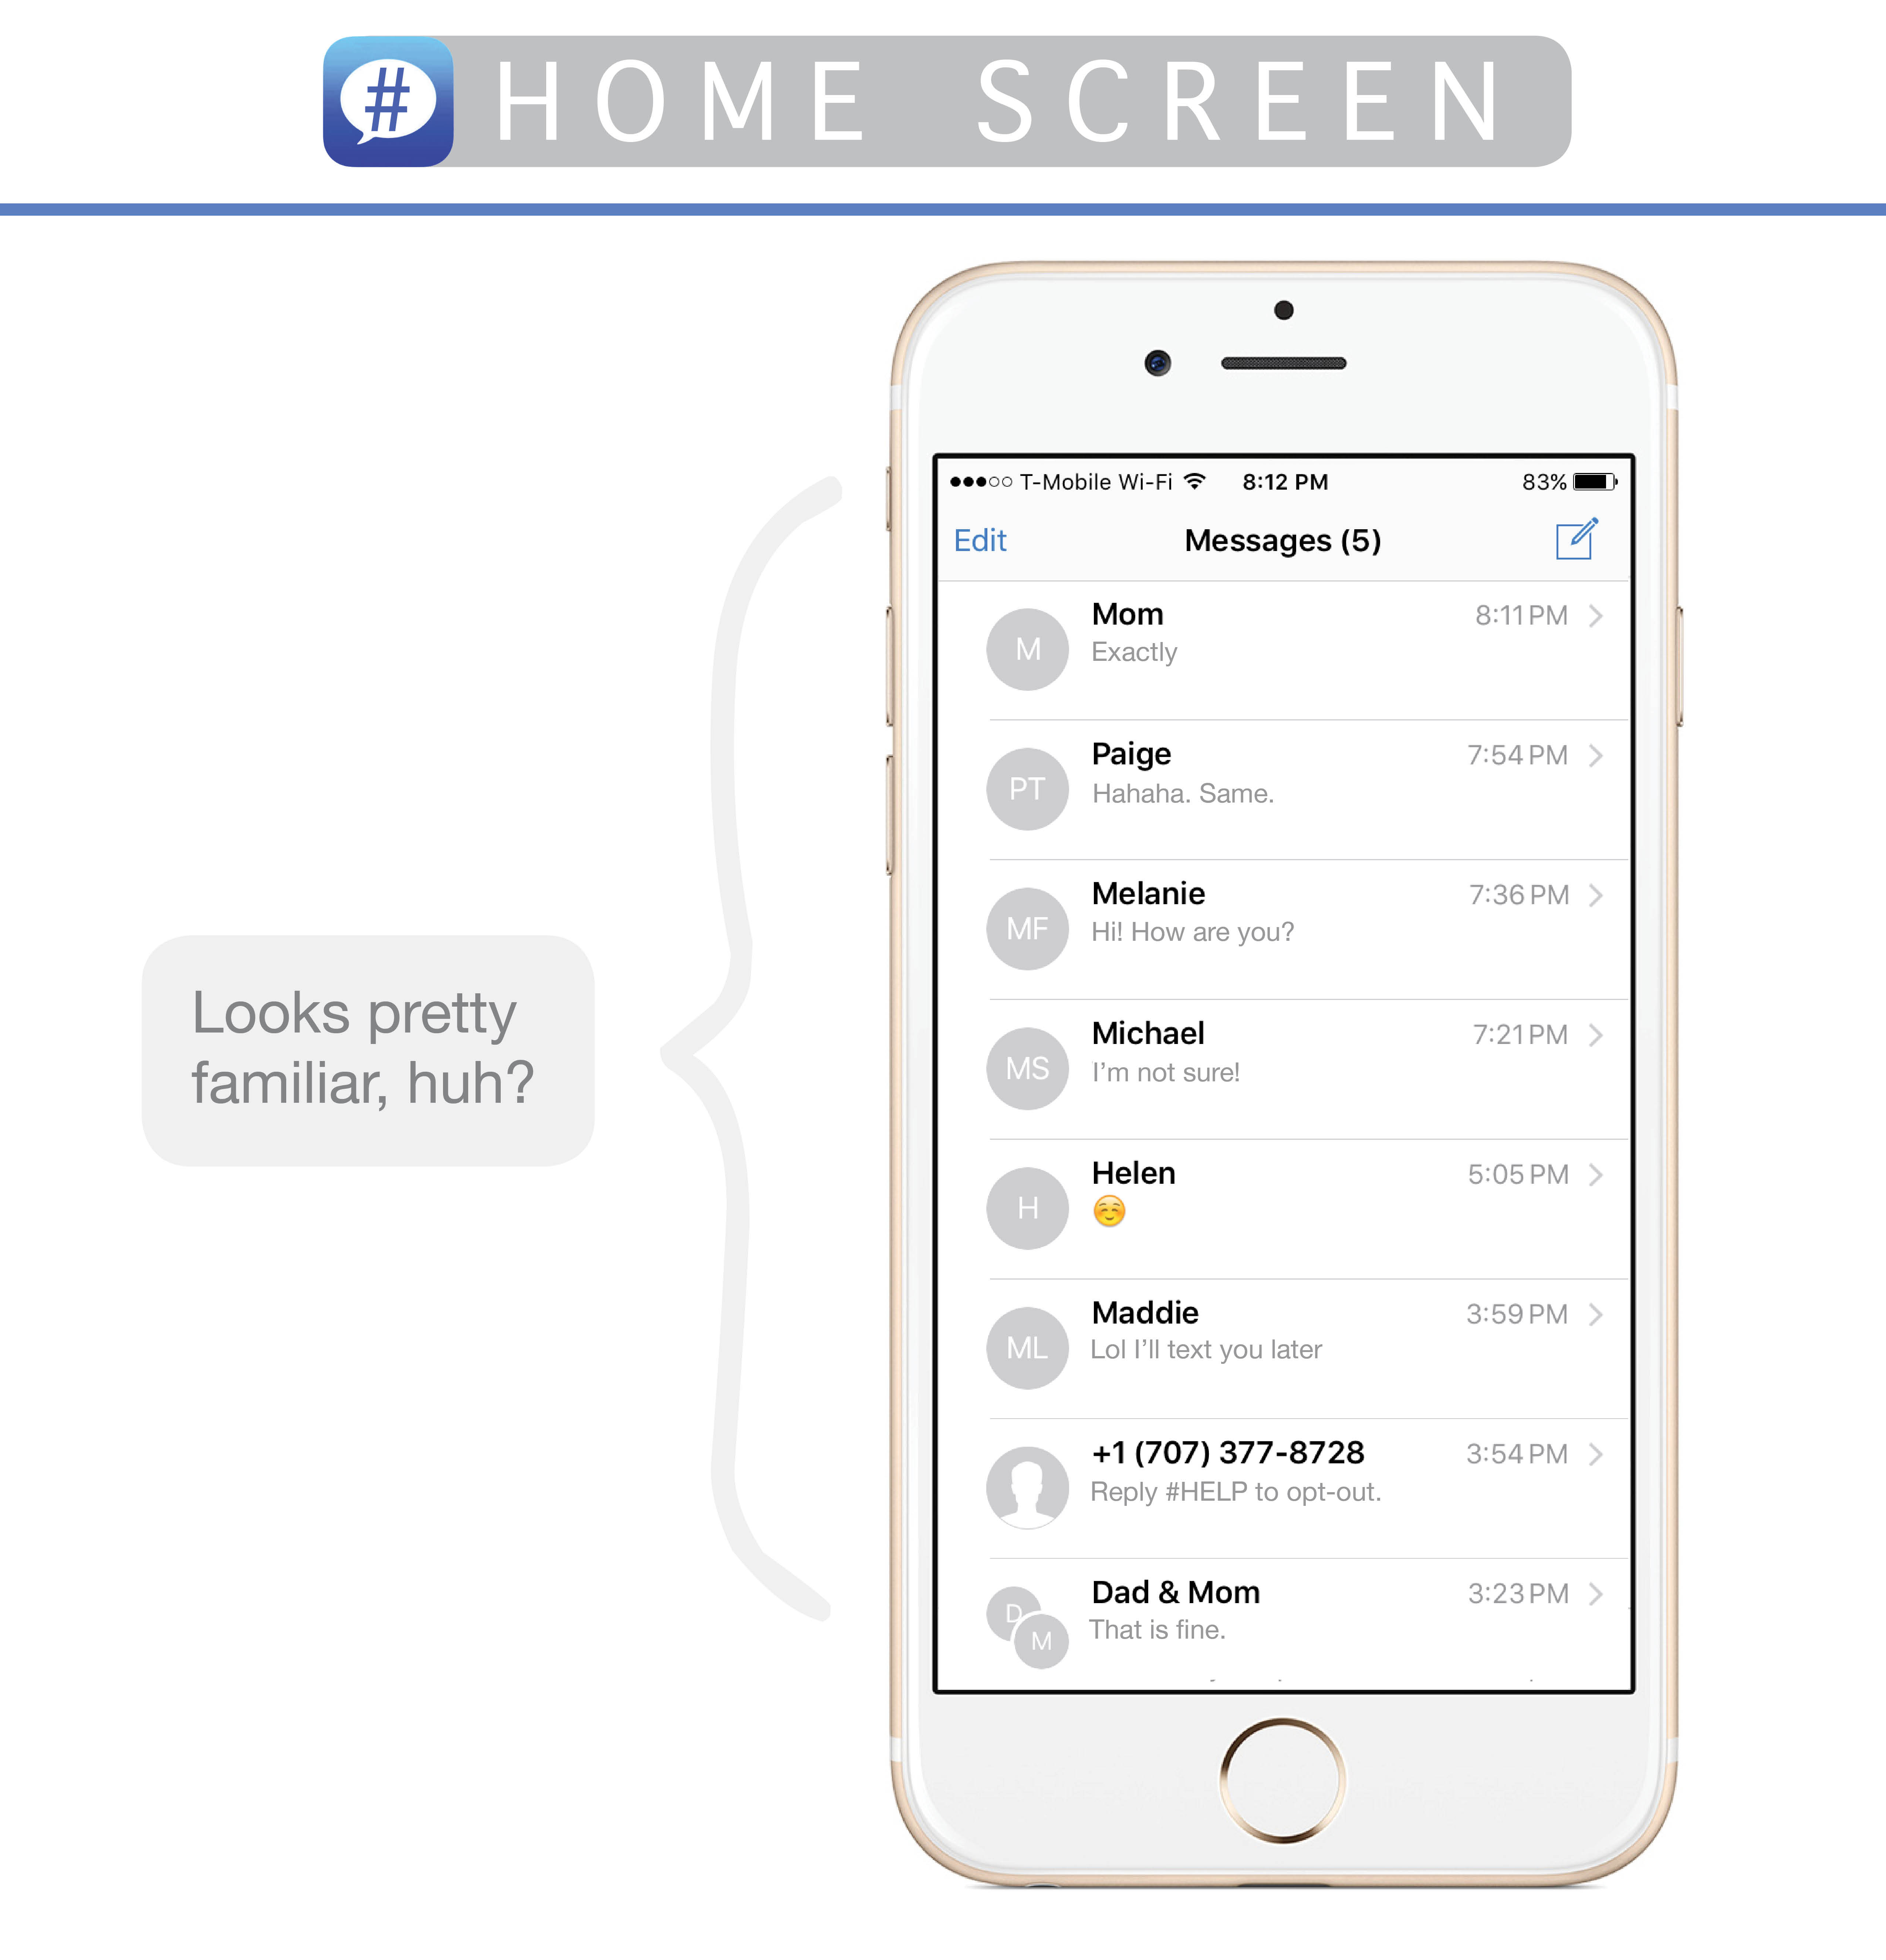 # HOME SCREEN
Looks pretty
familiar, huh?
T-Mobile Wi-Fi 8:12 PM 83%
Edit Messages (5)
M Mom 8:11 PM
Exactly
PT Paige 7:54 PM
Hahaha. Same.
MF Melanie 7:36 PM
Hi! How are you?
MS Michael 7:21 PM
I'm not sure!
H Helen 5:05 PM
☺️
ML Maddie 3:59 PM
Lol I'll text you later
+1 (707) 377-8728 3:54 PM
Reply #HELP to opt-out.
D M Dad & Mom 3:23 PM
That is fine.